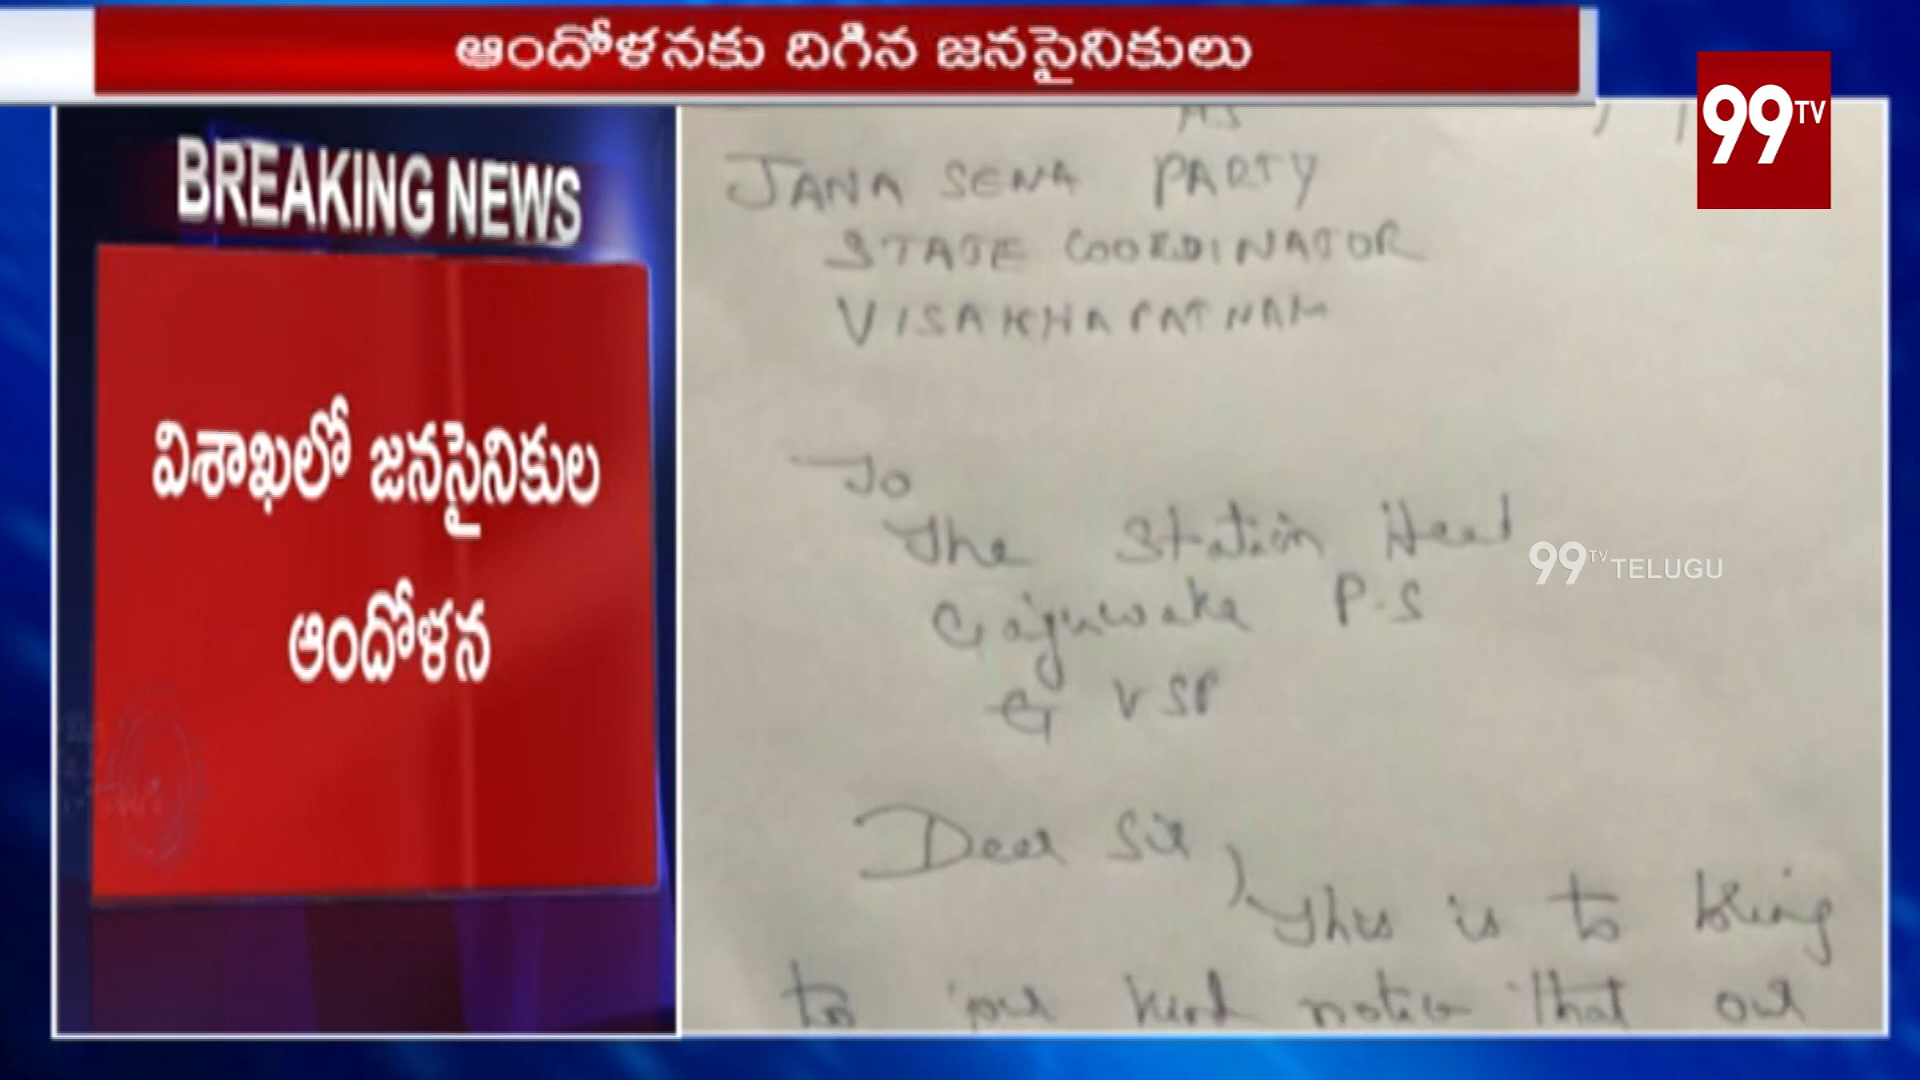 ఆందోళనకు దిగిన జనసైనికులు
99 TV
BREAKING NEWS
విశాఖలో జనసైనికుల
ఆందోళన
JANA SENA PARTY
STATE COORDINATOR
VISAKHAPATNAM
To
The Station Head
Gajuwaka P.S
G VSP
99 TV TELUGU
Dear Sir,
This is to bring
to your kind notice that our